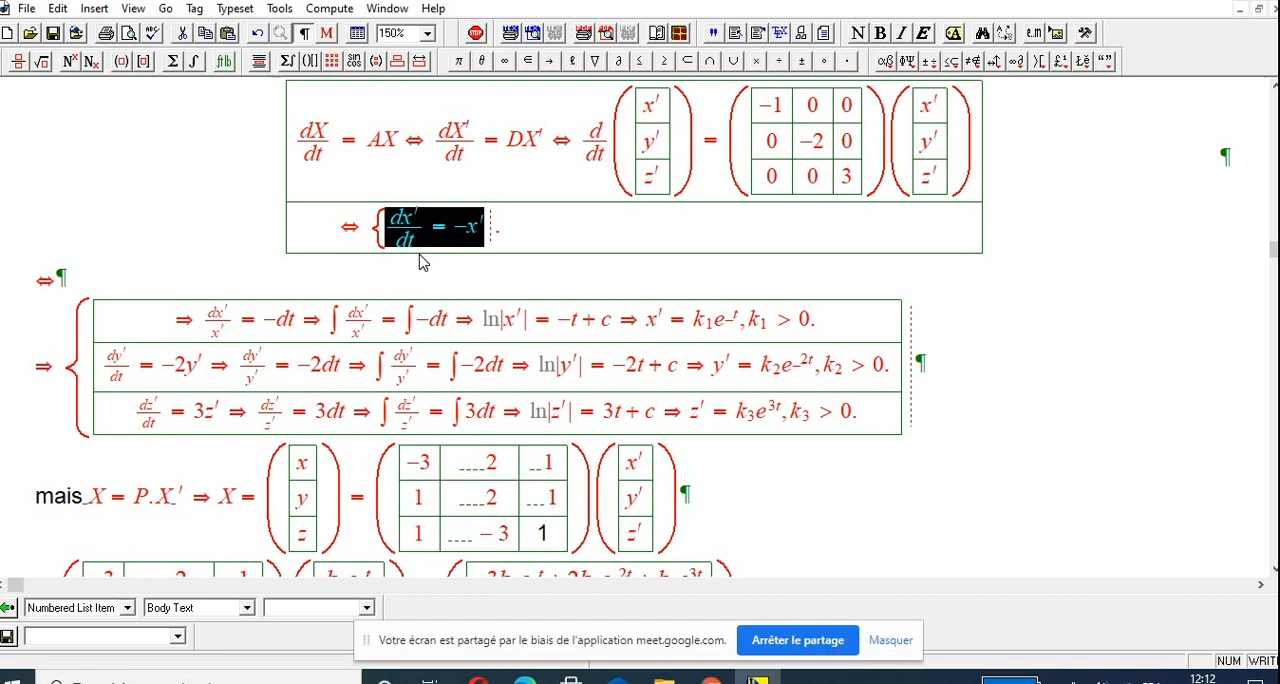 File Edit Insert View Go Tag Typeset Tools Compute Window Help
150%
N B I E
dX/dt = AX ⇔ dX'/dt = DX' ⇔ d/dt (x' y' z') = (−1 0 0 0 −2 0 0 0 3) (x' y' z')
⇔ { dx'/dt = −x' .
⇔
⇒ dx'/x' = −dt ⇒ ∫ dx'/x' = ∫ −dt ⇒ ln|x'| = −t + c ⇒ x' = k₁e⁻ᵗ, k₁ > 0.
⇒ { dy'/dt = −2y' ⇒ dy'/y' = −2dt ⇒ ∫ dy'/y' = ∫ −2dt ⇒ ln|y'| = −2t + c ⇒ y' = k₂e⁻²ᵗ, k₂ > 0.
dz'/dt = 3z' ⇒ dz'/z' = 3dt ⇒ ∫ dz'/z' = ∫ 3dt ⇒ ln|z'| = 3t + c ⇒ z' = k₃e³ᵗ, k₃ > 0.
mais X = P.X' ⇒ X = (x y z) = (−3 2 1 1 2 1 1 −3 1) (x' y' z')
Numbered List Item Body Text
Votre écran est partagé par le biais de l'application meet.google.com. Arrêter le partage Masquer
NUM WRITI
12:12